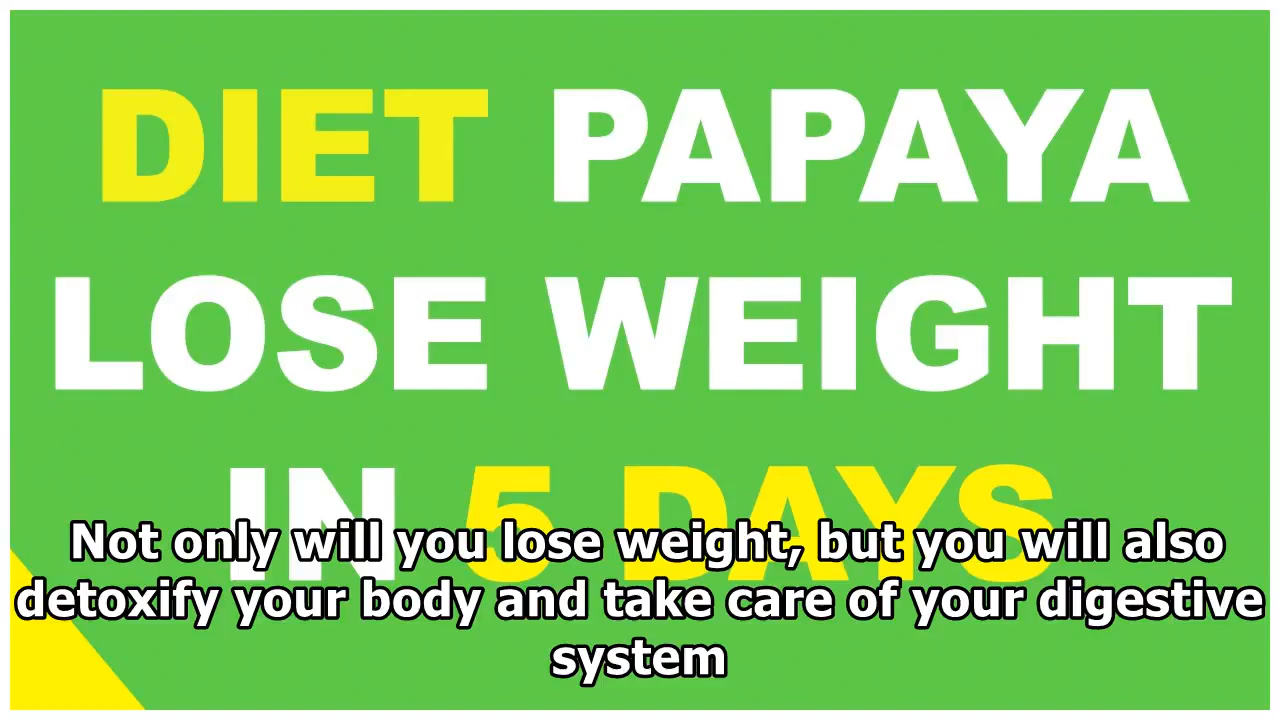 DIET PAPAYA
LOSE WEIGHT
IN 5 DAYS
Not only will you lose weight, but you will also
detoxify your body and take care of your digestive
system